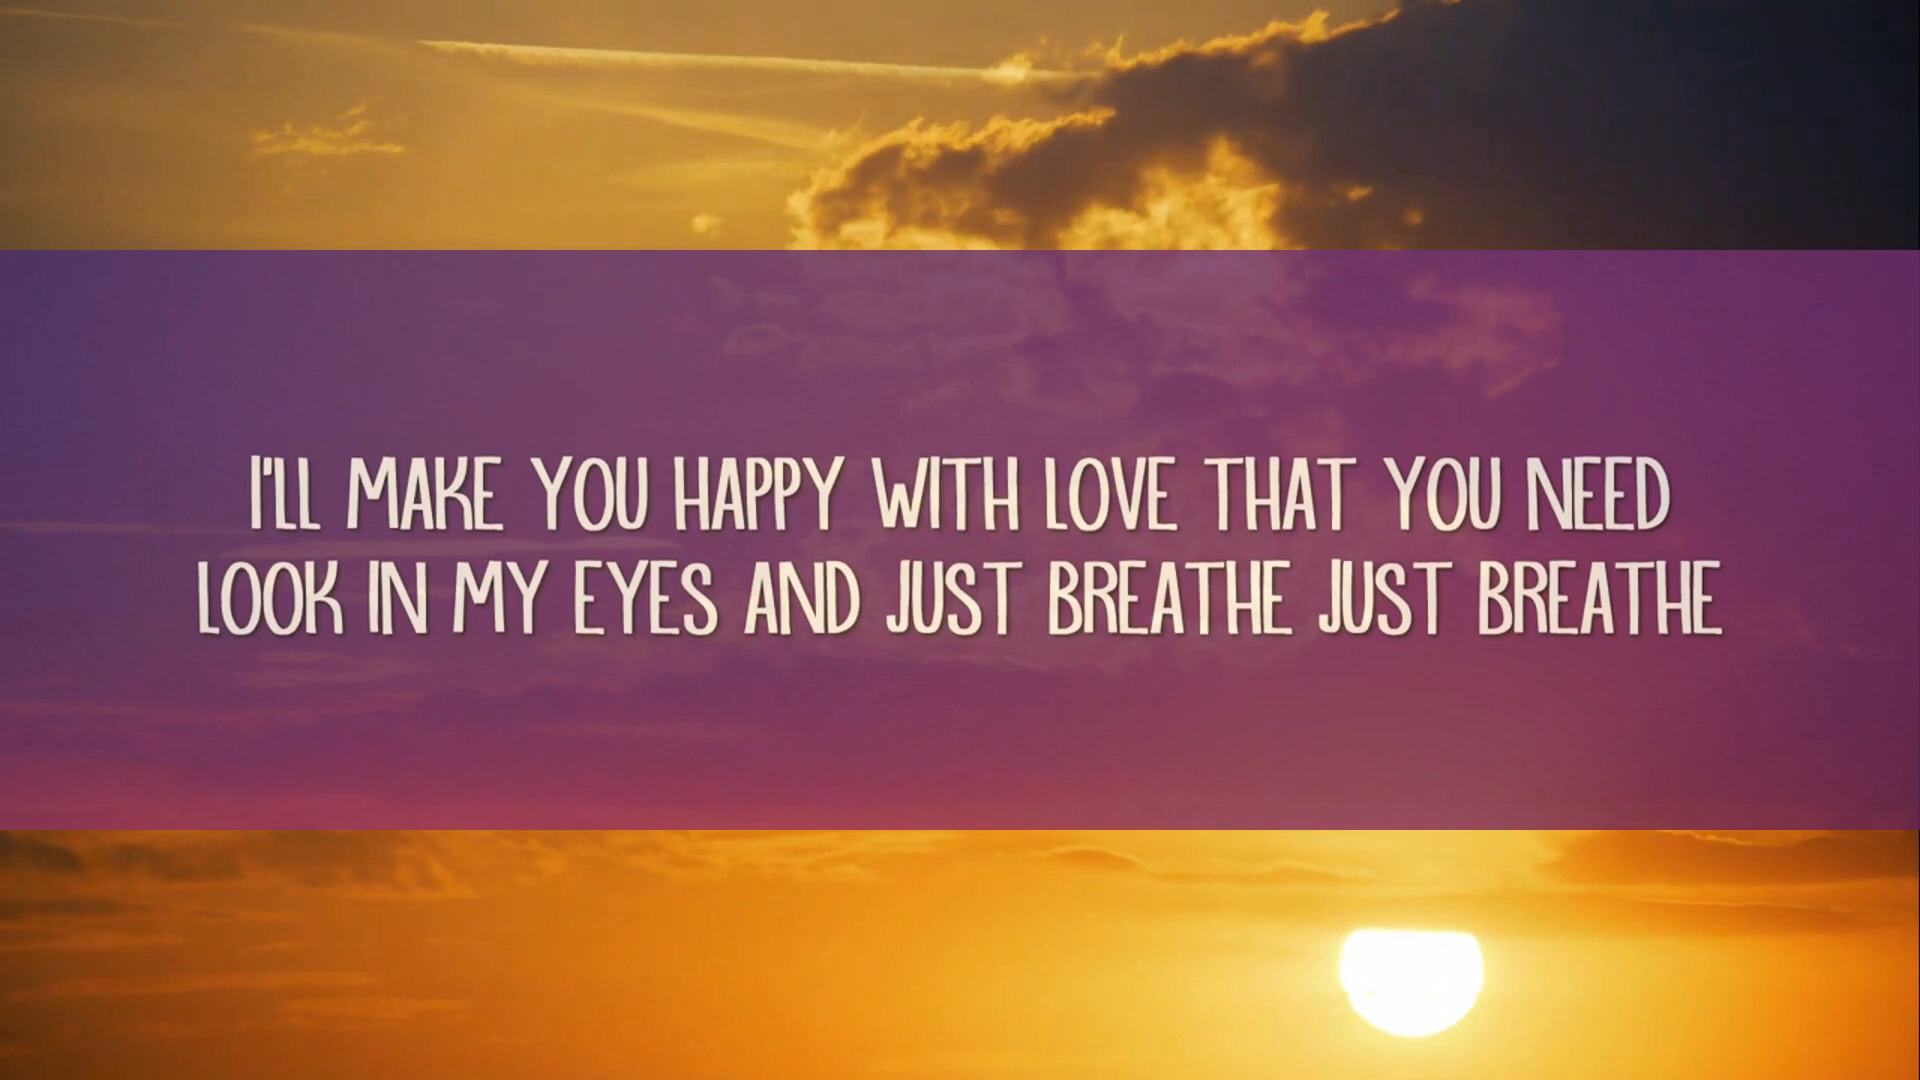 I'LL MAKE YOU HAPPY WITH LOVE THAT YOU NEED
LOOK IN MY EYES AND JUST BREATHE JUST BREATHE